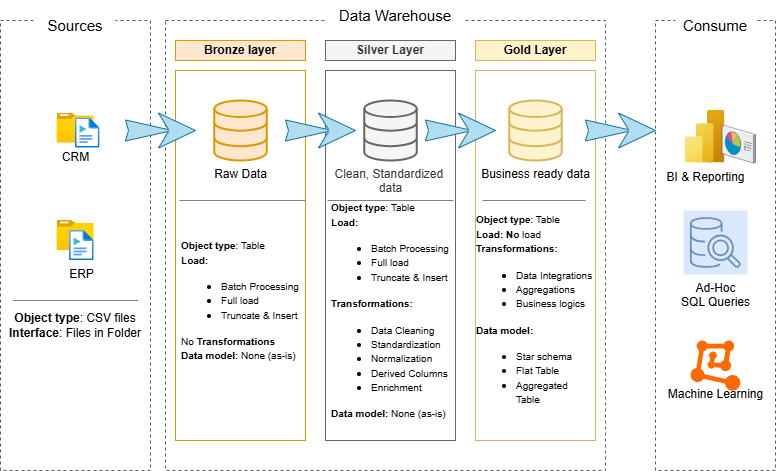 Sources
CRM
ERP
Object type: CSV files
Interface: Files in Folder
Data Warehouse
Bronze layer
Raw Data
Object type: Table
Load:
Batch Processing
Full load
Truncate & Insert
No Transformations
Data model: None (as-is)
Silver Layer
Clean, Standardized
data
Object type: Table
Load:
Batch Processing
Full load
Truncate & Insert
Transformations:
Data Cleaning
Standardization
Normalization
Derived Columns
Enrichment
Data model: None (as-is)
Gold Layer
Business ready data
Object type: Table
Load: No load
Transformations:
Data Integrations
Aggregations
Business logics
Data model:
Star schema
Flat Table
Aggregated
Table
Consume
BI & Reporting
Ad-Hoc
SQL Queries
Machine Learning